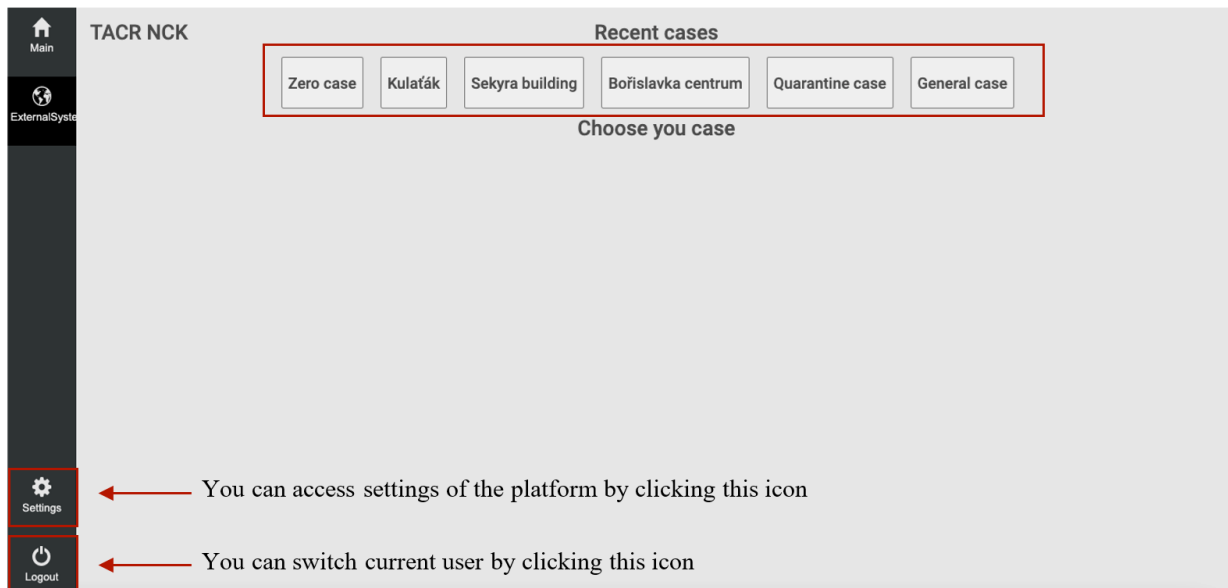 Main
TACR NCK
Recent cases
Zero case
Kulaťák
Sekyra building
Bořislavka centrum
Quarantine case
General case
ExternalSyste
Choose you case
Settings
You can access settings of the platform by clicking this icon
Logout
You can switch current user by clicking this icon